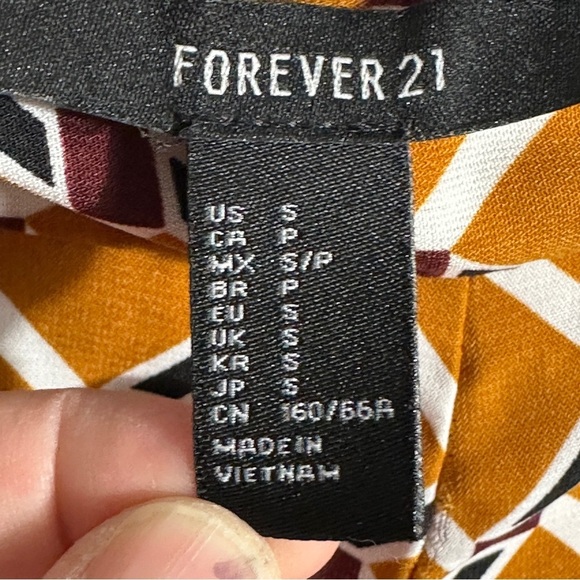 FOREVER 21
US S
CA P
MX S/P
BR P
EU S
UK S
KR S
JP S
CN 160/66A
MADE IN
VIETNAM